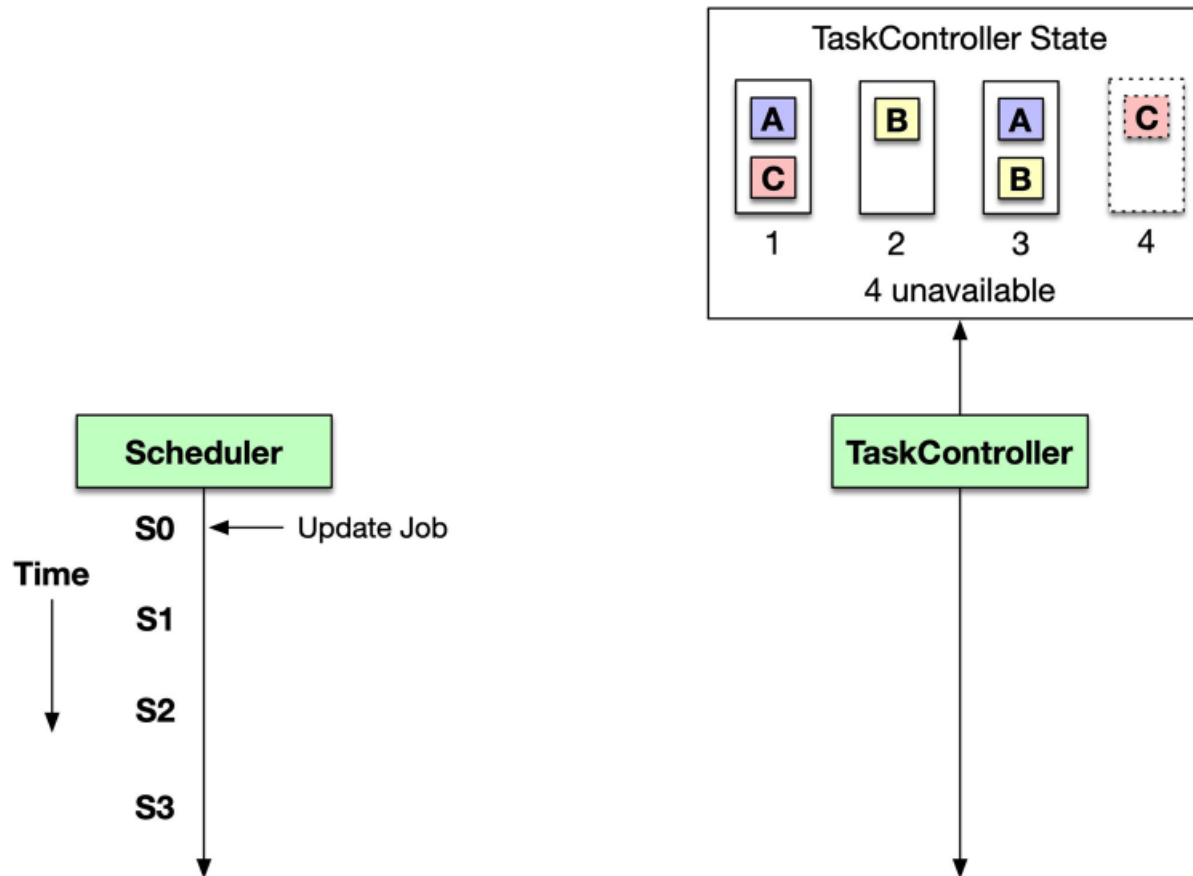 TaskController State
A B A C
C B
1 2 3 4
4 unavailable
Scheduler TaskController
S0 Update Job
Time
S1
S2
S3